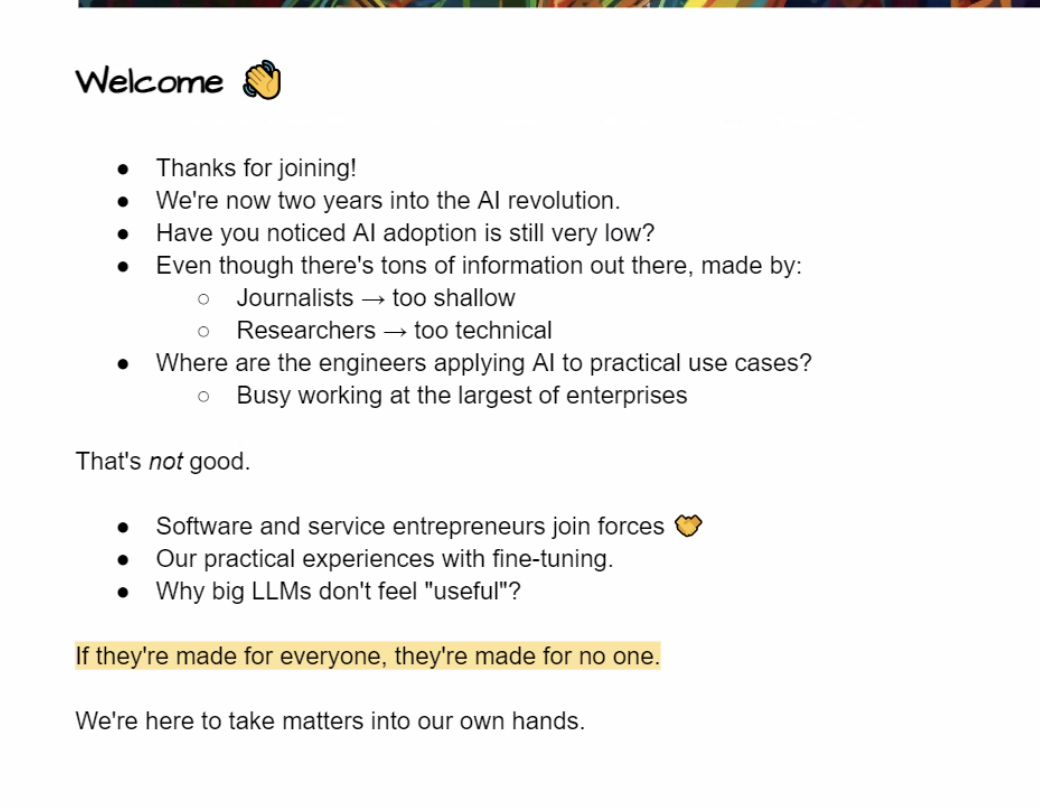 Welcome 👋
● Thanks for joining!
● We're now two years into the AI revolution.
● Have you noticed AI adoption is still very low?
● Even though there's tons of information out there, made by:
○ Journalists → too shallow
○ Researchers → too technical
● Where are the engineers applying AI to practical use cases?
○ Busy working at the largest of enterprises
That's not good.
● Software and service entrepreneurs join forces 🤝
● Our practical experiences with fine-tuning.
● Why big LLMs don't feel "useful"?
If they're made for everyone, they're made for no one.
We're here to take matters into our own hands.